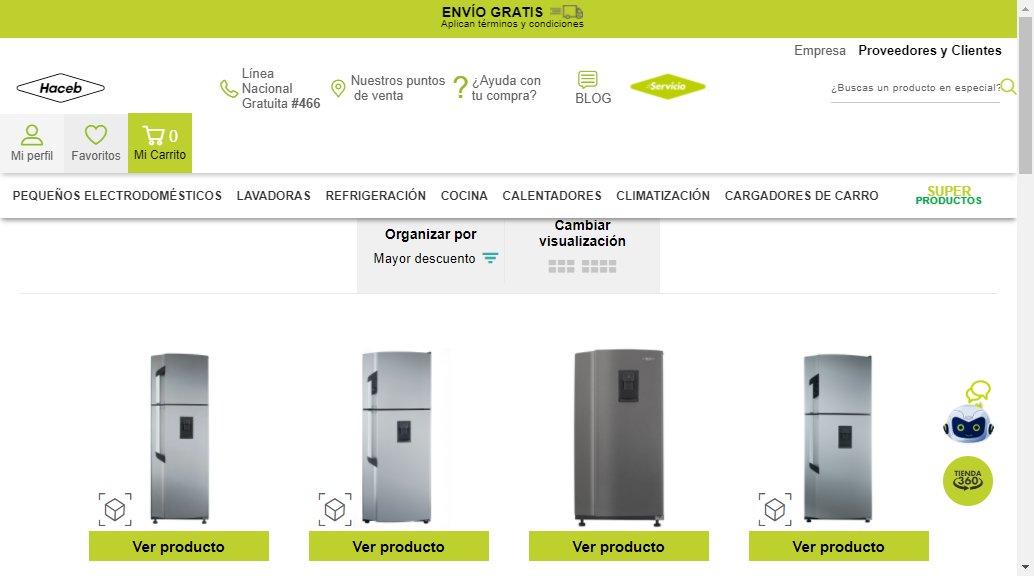 ENVÍO GRATIS
Aplican términos y condiciones
Empresa Proveedores y Clientes
Haceb
Línea
Nacional
Gratuita #466
Nuestros puntos
de venta
¿Ayuda con
tu compra?
BLOG
Servicio
¿Buscas un producto en especial?
Mi perfil
Favoritos
0
Mi Carrito
PEQUEÑOS ELECTRODOMÉSTICOS LAVADORAS REFRIGERACIÓN COCINA CALENTADORES CLIMATIZACIÓN CARGADORES DE CARRO
SUPER
PRODUCTOS
Organizar por
Mayor descuento
Cambiar
visualización
TIENDA
360
Ver producto Ver producto Ver producto Ver producto